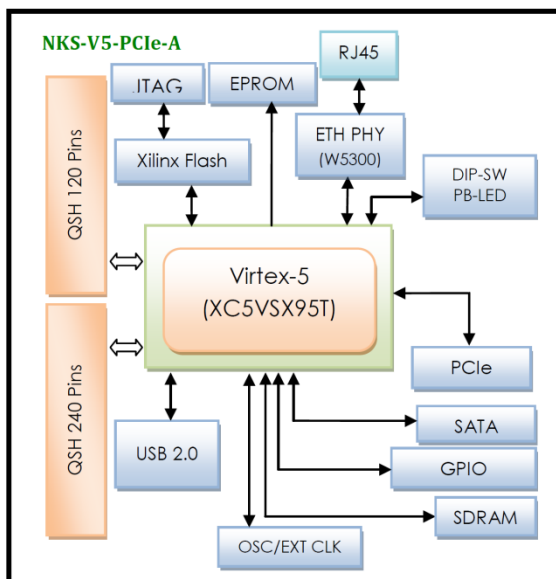 NKS-V5-PCIe-A
RJ45
JTAG
EPROM
ETH PHY
(W5300)
Xilinx Flash
DIP-SW
PB-LED
QSH 120 Pins
Virtex-5
(XC5VSX95T)
PCIe
QSH 240 Pins
USB 2.0
SATA
GPIO
SDRAM
OSC/EXT CLK